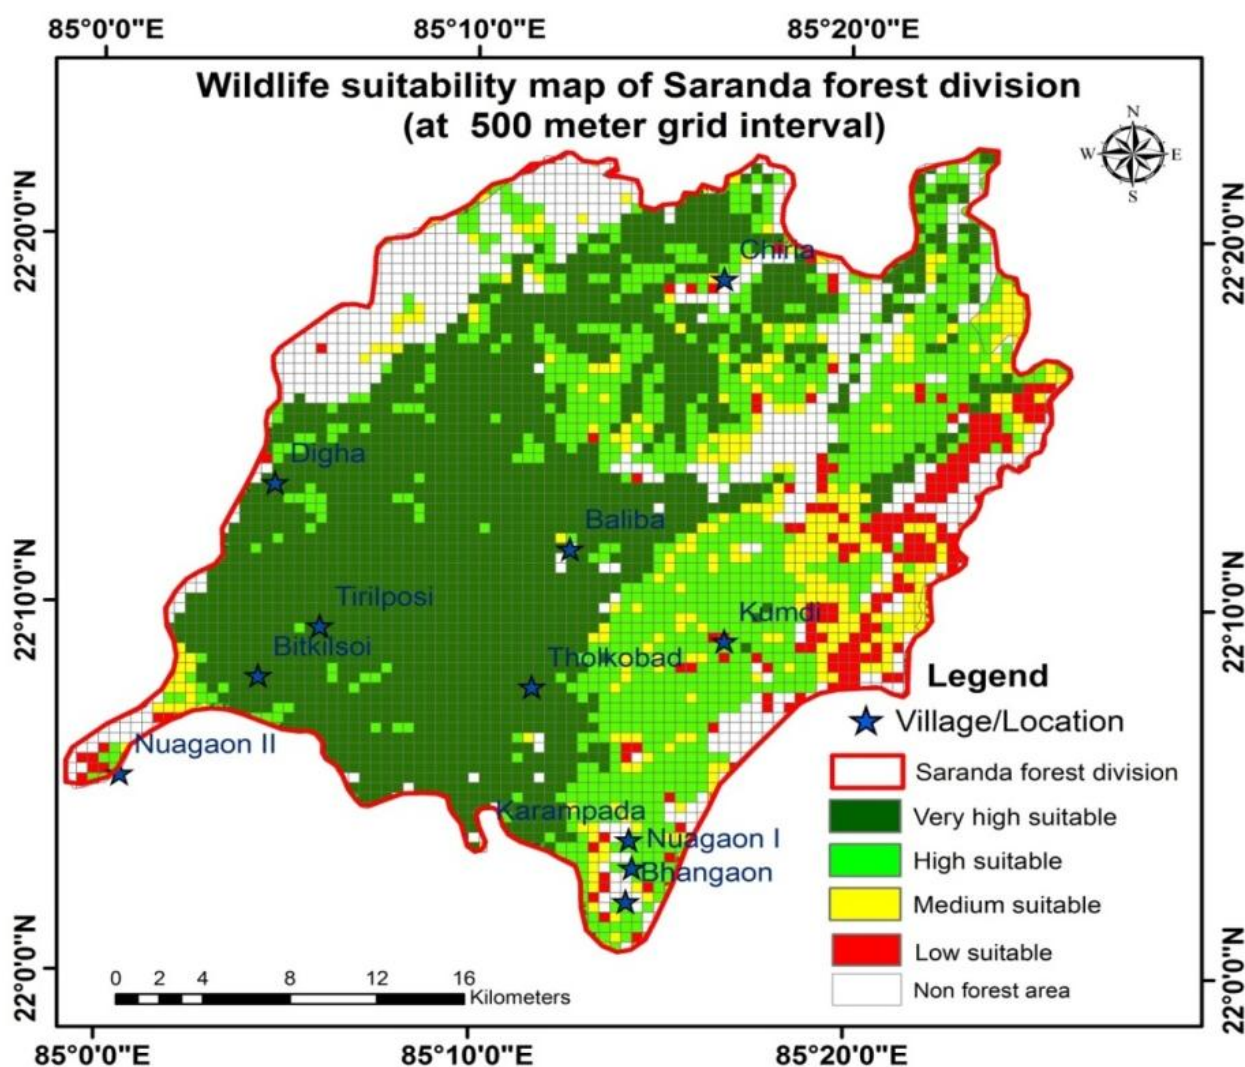 85°0'0"E 85°10'0"E 85°20'0"E
Wildlife suitability map of Saranda forest division
(at 500 meter grid interval)
N
W E
S
22°20'0"N
22°20'0"N
Chiria
Digha
Baliba
22°10'0"N
22°10'0"N
Tirilposi
Kumdi
Bitkilsoi
Tholkobad
Legend
Village/Location
Nuagaon II
Saranda forest division
Karampada
Very high suitable
Nuagaon I
High suitable
Bhangaon
Medium suitable
Low suitable
22°0'0"N
22°0'0"N
0 2 4 8 12 16
Kilometers
Non forest area
85°0'0"E 85°10'0"E 85°20'0"E